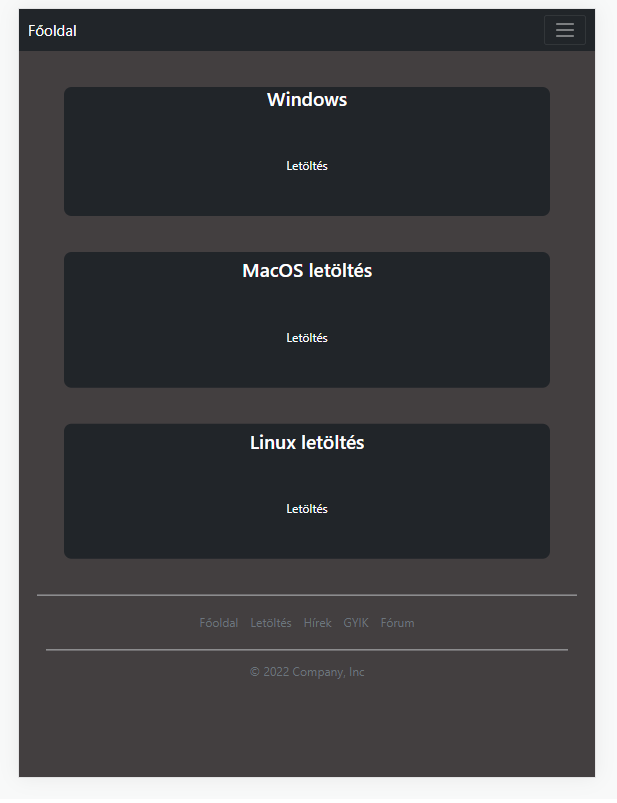 Főoldal
Windows
Letöltés
MacOS letöltés
Letöltés
Linux letöltés
Letöltés
Főoldal Letöltés Hírek GYIK Fórum
© 2022 Company, Inc